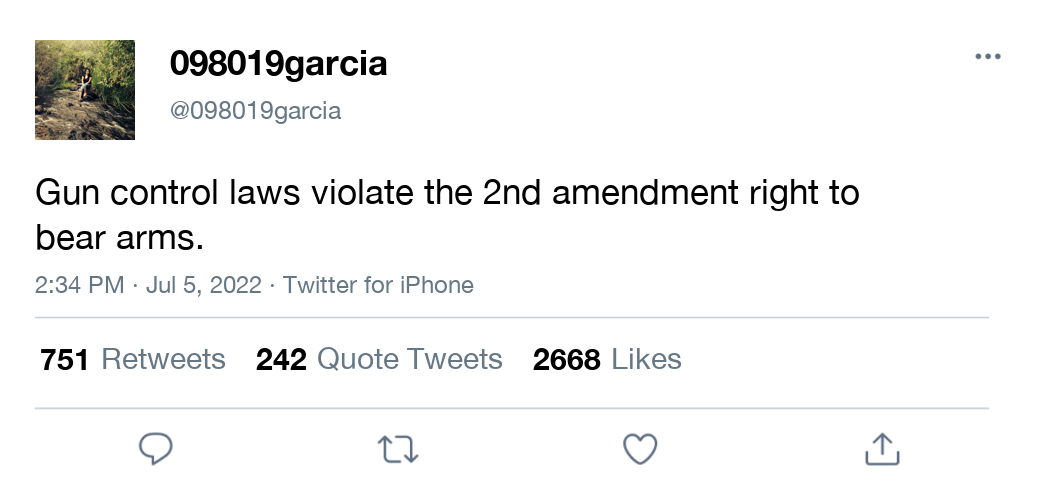 098019garcia
@098019garcia
Gun control laws violate the 2nd amendment right to
bear arms.
2:34 PM · Jul 5, 2022 · Twitter for iPhone
751 Retweets 242 Quote Tweets 2668 Likes